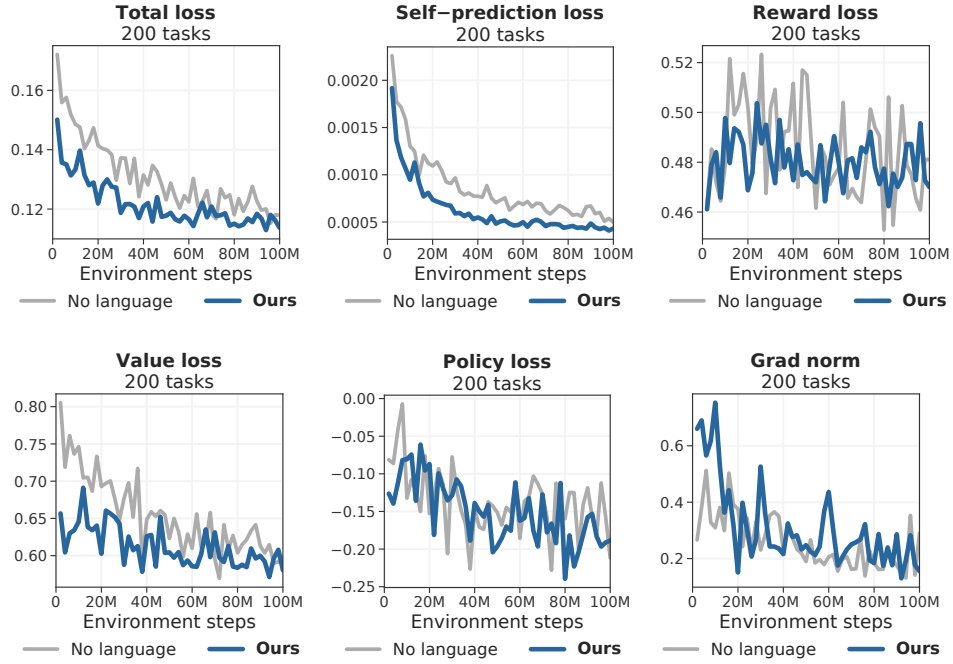 Total loss
200 tasks
0.16
0.14
0.12
0 20M 40M 60M 80M 100M
Environment steps
No language Ours
Self−prediction loss
200 tasks
0.0020
0.0015
0.0010
0.0005
0 20M 40M 60M 80M 100M
Environment steps
No language Ours
Reward loss
200 tasks
0.52
0.50
0.48
0.46
0 20M 40M 60M 80M 100M
Environment steps
No language Ours
Value loss
200 tasks
0.80
0.75
0.70
0.65
0.60
0 20M 40M 60M 80M 100M
Environment steps
No language Ours
Policy loss
200 tasks
0.00
−0.05
−0.10
−0.15
−0.20
−0.25
0 20M 40M 60M 80M 100M
Environment steps
No language Ours
Grad norm
200 tasks
0.6
0.4
0.2
0 20M 40M 60M 80M 100M
Environment steps
No language Ours